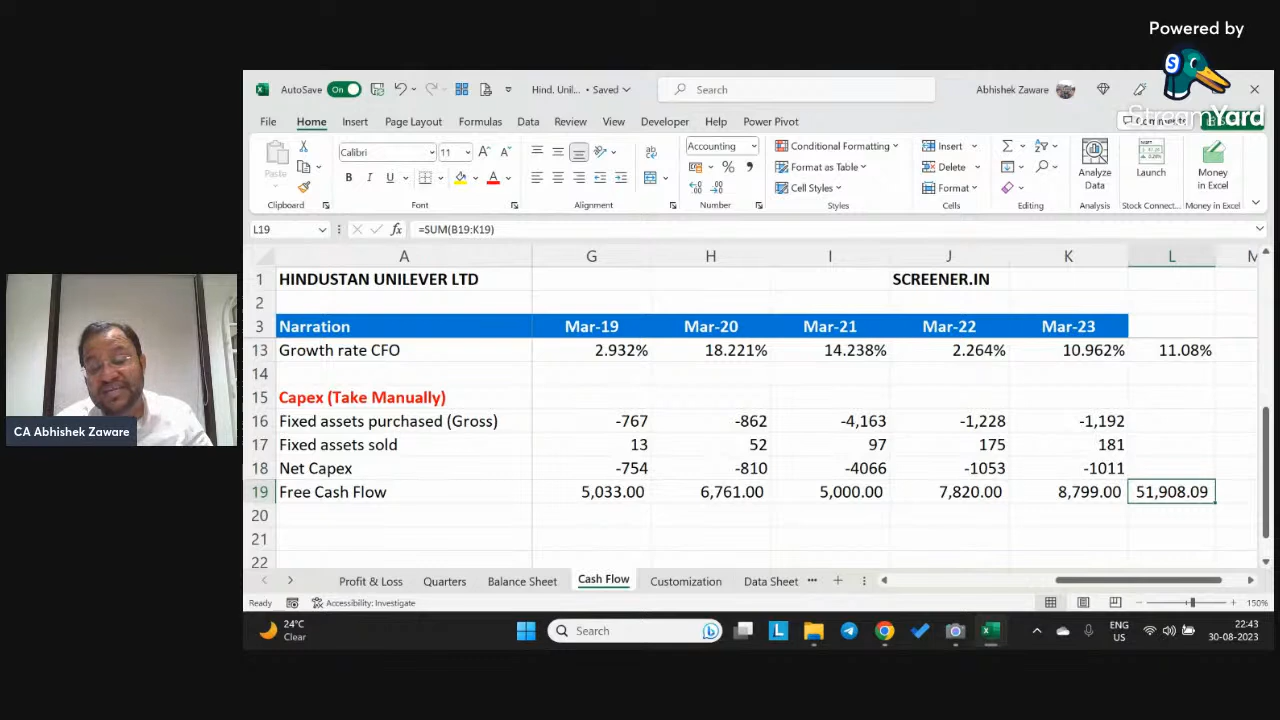 Powered by
StreamYard
AutoSave On Hind. Unil... • Saved Search Abhishek Zaware
File Home Insert Draw Page Layout Formulas Data Review View Developer Help Power Pivot Comments
Paste Calibri 11 Accounting Conditional Formatting Insert Analyze Data Launch Money in Excel
Format as Table Delete
Cell Styles Format
Clipboard Font Alignment Number Styles Cells Editing Analysis Stock Connec... Money in Excel
L19 fx =SUM(B19:K19)
A G H I J K L M
1 HINDUSTAN UNILEVER LTD SCREENER.IN
2
3 Narration Mar-19 Mar-20 Mar-21 Mar-22 Mar-23
13 Growth rate CFO 2.932% 18.221% 14.238% 2.264% 10.962% 11.08%
14
15 Capex (Take Manually)
16 Fixed assets purchased (Gross) -767 -862 -4,163 -1,228 -1,192
17 Fixed assets sold 13 52 97 175 181
18 Net Capex -754 -810 -4066 -1053 -1011
19 Free Cash Flow 5,033.00 6,761.00 5,000.00 7,820.00 8,799.00 51,908.09
20
21
22
CA Abhishek Zaware
Profit & Loss Quarters Balance Sheet Cash Flow Customization Data Sheet ...
Ready Accessibility: Investigate 150%
24°C
Clear
Search
ENG
US
22:43
30-08-2023